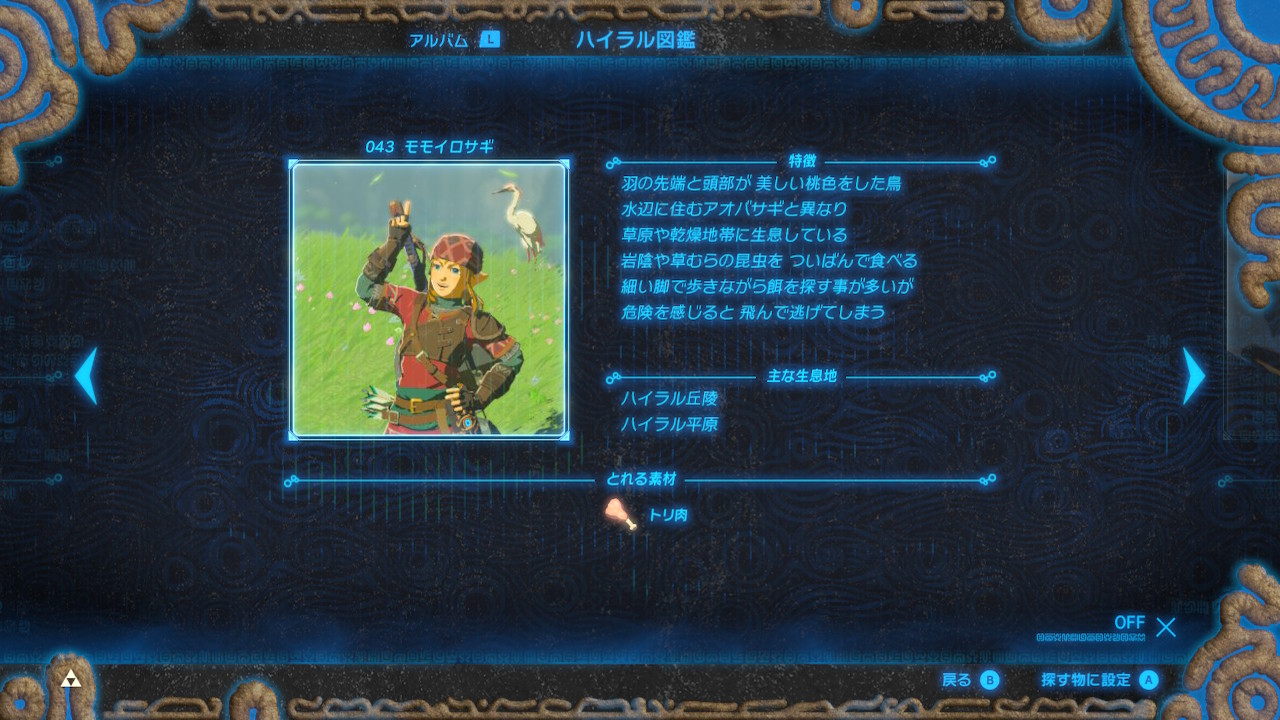 アルバム L
ハイラル図鑑
043 モモイロサギ
特徴
羽の先端と頭部が 美しい桃色をした鳥
水辺に住むアオバサギと異なり
草原や乾燥地帯に生息している
岩陰や草むらの昆虫を ついばんで食べる
細い脚で歩きながら餌を探す事が多いが
危険を感じると 飛んで逃げてしまう
主な生息地
ハイラル丘陵
ハイラル平原
とれる素材
トリ肉
OFF
戻る B
探す物に設定 A